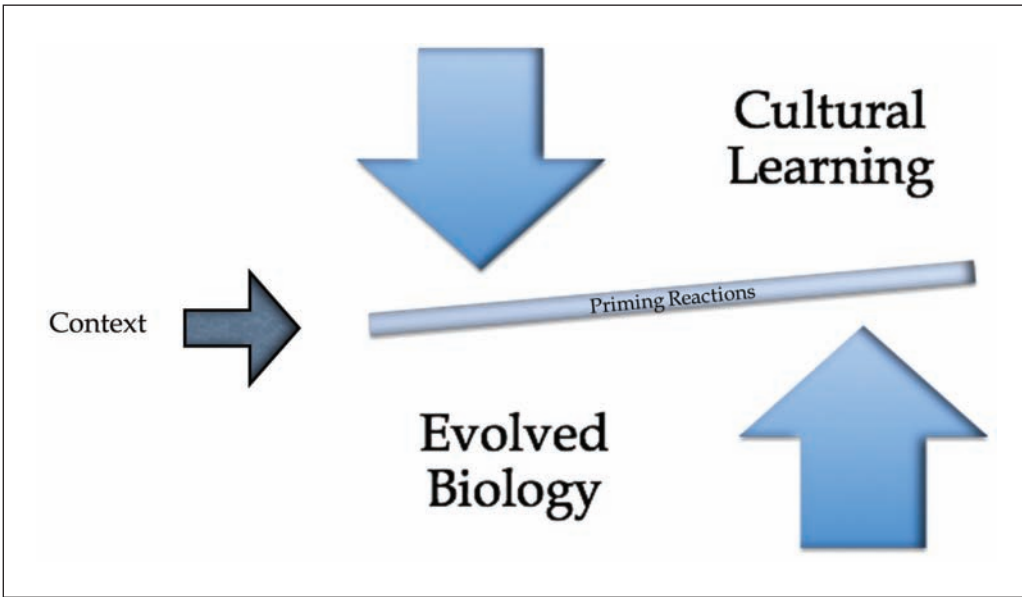 Cultural
Learning
Priming Reactions
Context
Evolved
Biology